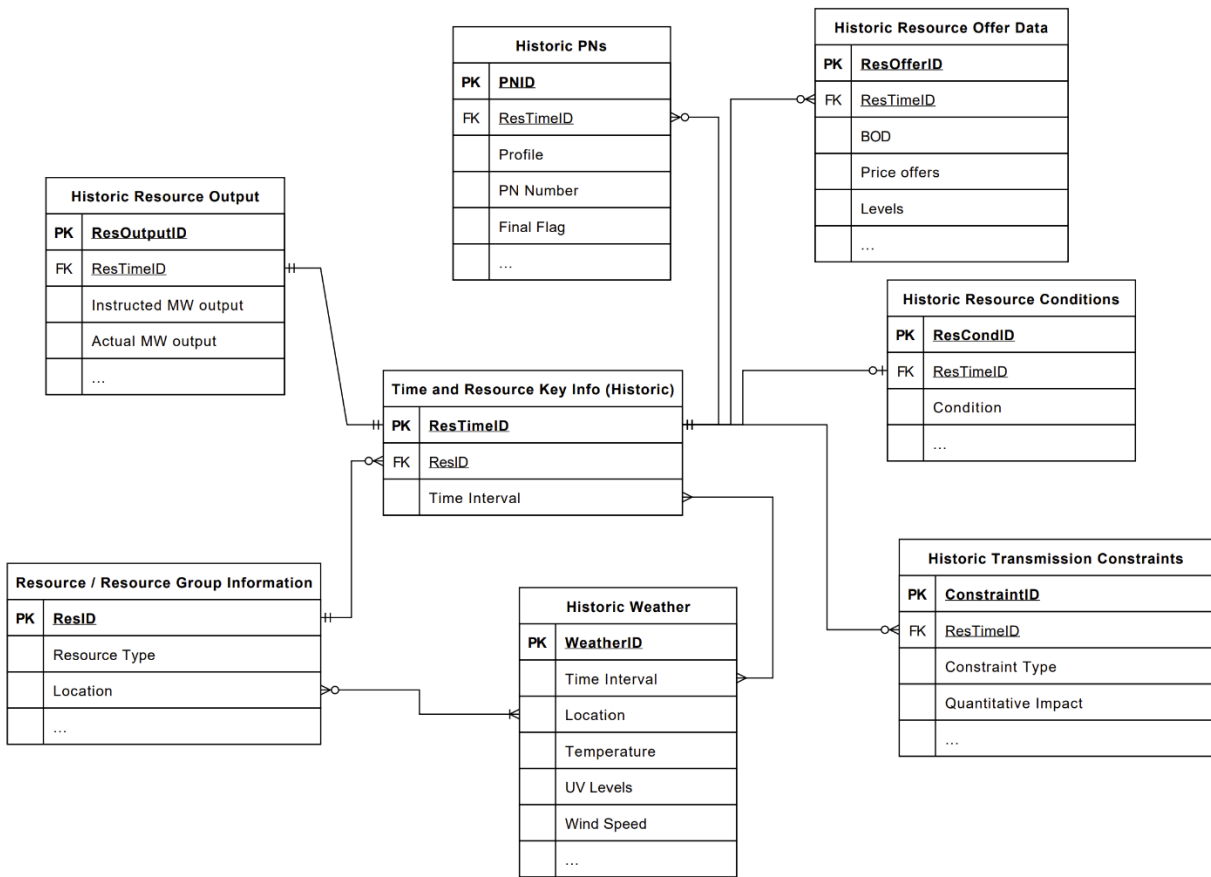 Historic PNs
PK PNID
FK ResTimeID
Profile
PN Number
Final Flag
...
Historic Resource Offer Data
PK ResOfferID
FK ResTimeID
BOD
Price offers
Levels
...
Historic Resource Output
PK ResOutputID
FK ResTimeID
Instructed MW output
Actual MW output
...
Historic Resource Conditions
PK ResCondID
FK ResTimeID
Condition
...
Time and Resource Key Info (Historic)
PK ResTimeID
FK ResID
Time Interval
Resource / Resource Group Information
PK ResID
Resource Type
Location
...
Historic Weather
PK WeatherID
Time Interval
Location
Temperature
UV Levels
Wind Speed
...
Historic Transmission Constraints
PK ConstraintID
FK ResTimeID
Constraint Type
Quantitative Impact
...